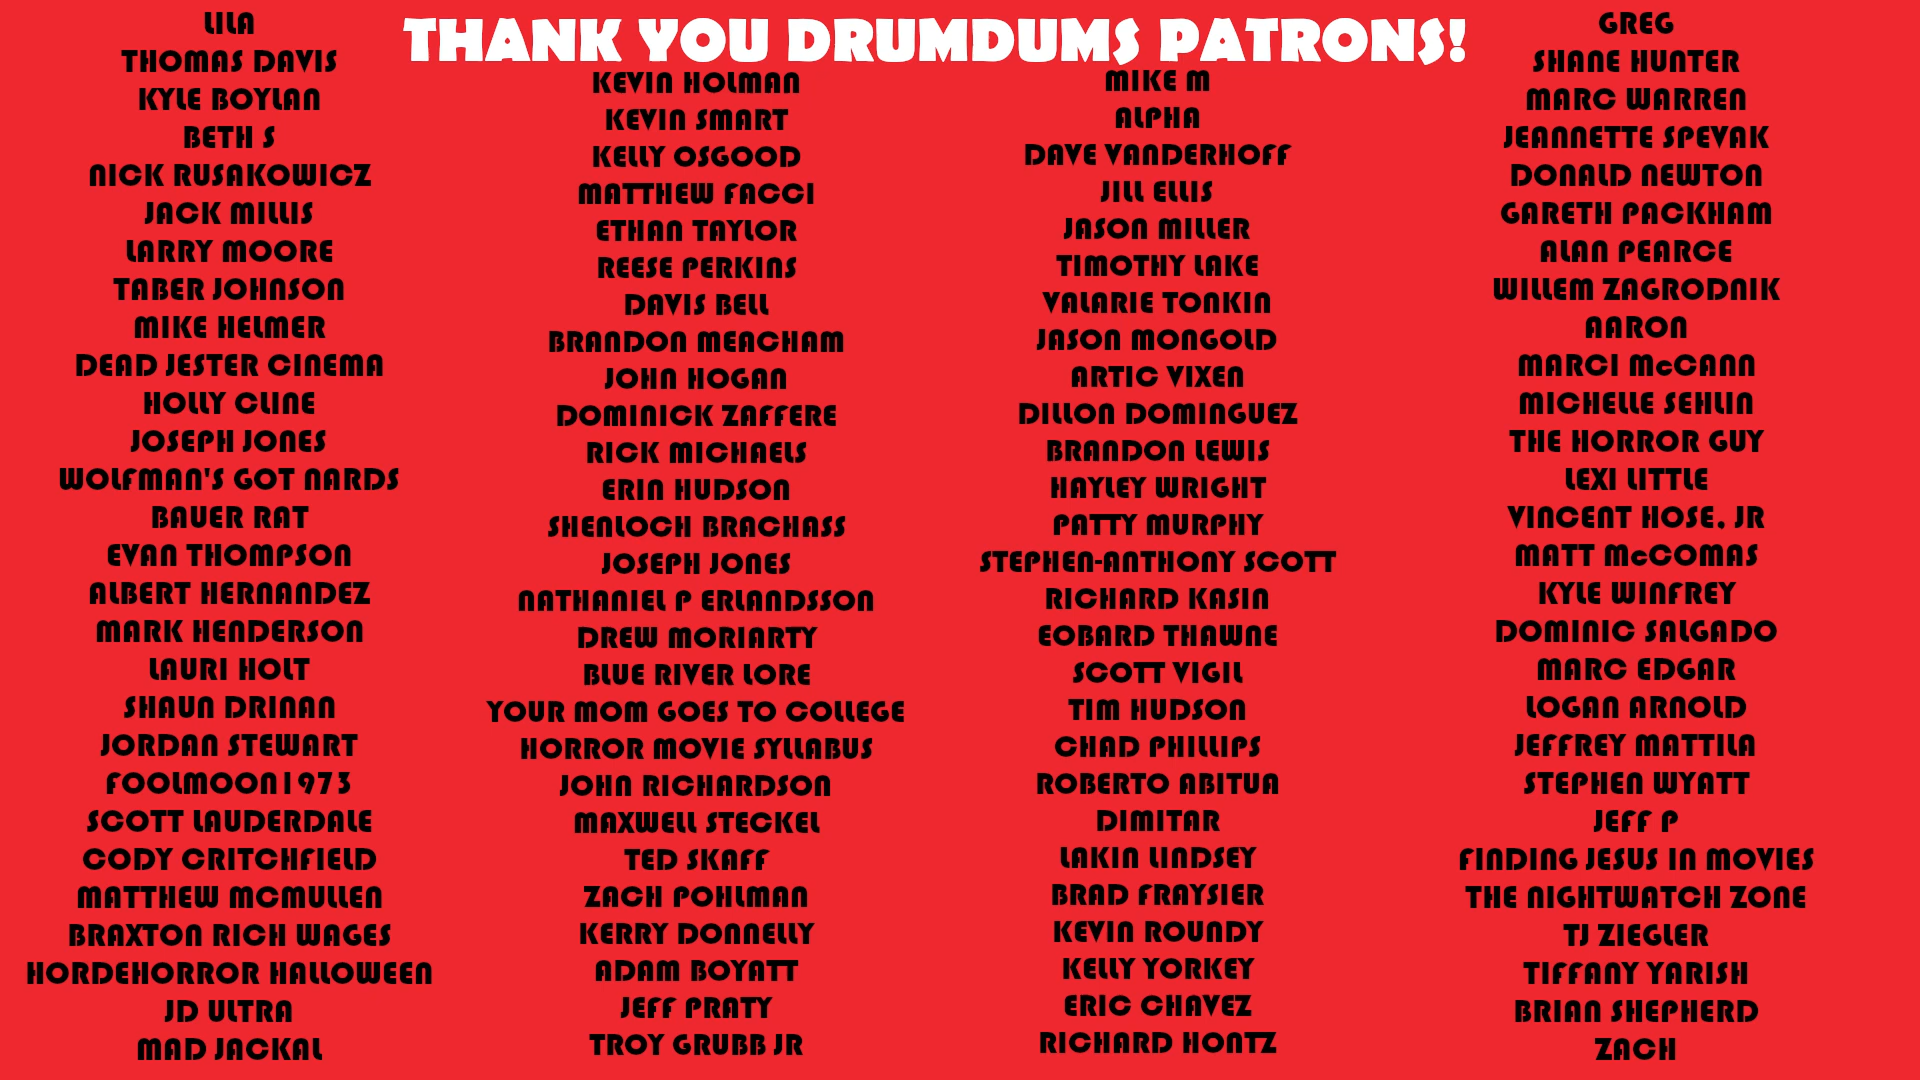 THANK YOU DRUMDUMS PATRONS!
LILA
THOMAS DAVIS
KYLE BOYLAN
BETH S
NICK RUSAKOWICZ
JACK MILLIS
LARRY MOORE
TABER JOHNSON
MIKE HELMER
DEAD JESTER CINEMA
HOLLY CLINE
JOSEPH JONES
WOLFMAN'S GOT NARDS
BAUER RAT
EVAN THOMPSON
ALBERT HERNANDEZ
MARK HENDERSON
LAURI HOLT
SHAUN DRINAN
JORDAN STEWART
FOOLMOON1973
SCOTT LAUDERDALE
CODY CRITCHFIELD
MATTHEW MCMULLEN
BRAXTON RICH WAGES
HORDEHORROR HALLOWEEN
JD ULTRA
MAD JACKAL
KEVIN HOLMAN
KEVIN SMART
KELLY OSGOOD
MATTHEW FACCI
ETHAN TAYLOR
REESE PERKINS
DAVIS BELL
BRANDON MEACHAM
JOHN HOGAN
DOMINICK ZAFFERE
RICK MICHAELS
ERIN HUDSON
SHENLOCH BRACHASS
JOSEPH JONES
NATHANIEL P ERLANDSSON
DREW MORIARTY
BLUE RIVER LORE
YOUR MOM GOES TO COLLEGE
HORROR MOVIE SYLLABUS
JOHN RICHARDSON
MAXWELL STECKEL
TED SKAFF
ZACH POHLMAN
KERRY DONNELLY
ADAM BOYATT
JEFF PRATY
TROY GRUBB JR
MIKE M
ALPHA
DAVE VANDERHOFF
JILL ELLIS
JASON MILLER
TIMOTHY LAKE
VALARIE TONKIN
JASON MONGOLD
ARTIC VIXEN
DILLON DOMINGUEZ
BRANDON LEWIS
HAYLEY WRIGHT
PATTY MURPHY
STEPHEN-ANTHONY SCOTT
RICHARD KASIN
EOBARD THAWNE
SCOTT VIGIL
TIM HUDSON
CHAD PHILLIPS
ROBERTO ABITUA
DIMITAR
LAKIN LINDSEY
BRAD FRAYSIER
KEVIN ROUNDY
KELLY YORKEY
ERIC CHAVEZ
RICHARD HONTZ
GREG
SHANE HUNTER
MARC WARREN
JEANNETTE SPEVAK
DONALD NEWTON
GARETH PACKHAM
ALAN PEARCE
WILLEM ZAGRODNIK
AARON
MARCI McCANN
MICHELLE SEHLIN
THE HORROR GUY
LEXI LITTLE
VINCENT HOSE, JR
MATT McCOMAS
KYLE WINFREY
DOMINIC SALGADO
MARC EDGAR
LOGAN ARNOLD
JEFFREY MATTILA
STEPHEN WYATT
JEFF P
FINDING JESUS IN MOVIES
THE NIGHTWATCH ZONE
TJ ZIEGLER
TIFFANY YARISH
BRIAN SHEPHERD
ZACH